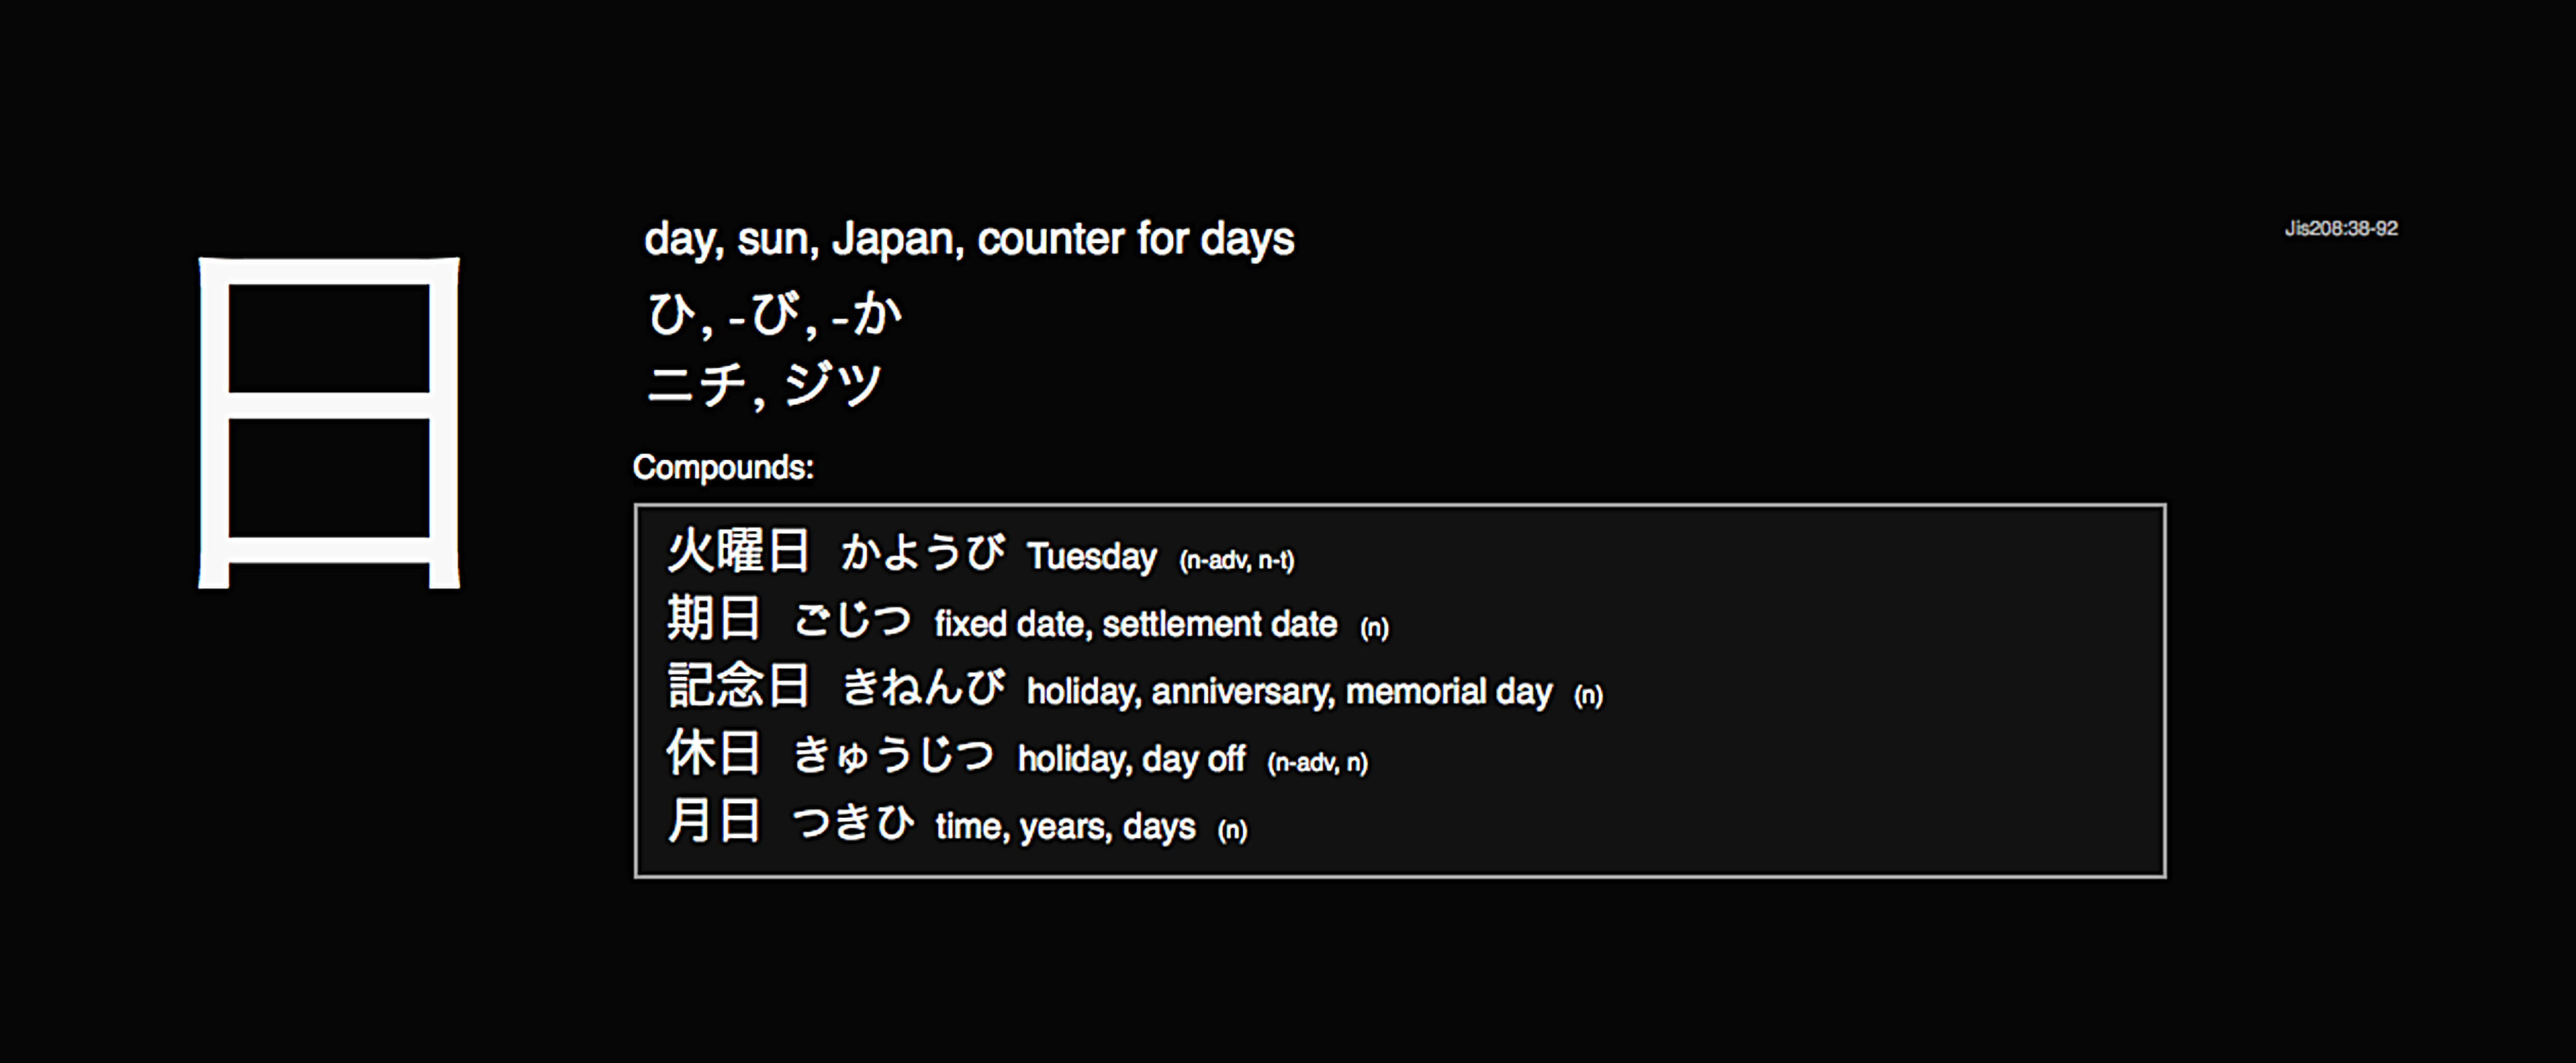 日
day, sun, Japan, counter for days
Jis208:38-92
ひ, -び, -か
ニチ, ジツ
Compounds:
火曜日 かようび Tuesday (n-adv, n-t)
期日 ごじつ fixed date, settlement date (n)
記念日 きねんび holiday, anniversary, memorial day (n)
休日 きゅうじつ holiday, day off (n-adv, n)
月日 つきひ time, years, days (n)